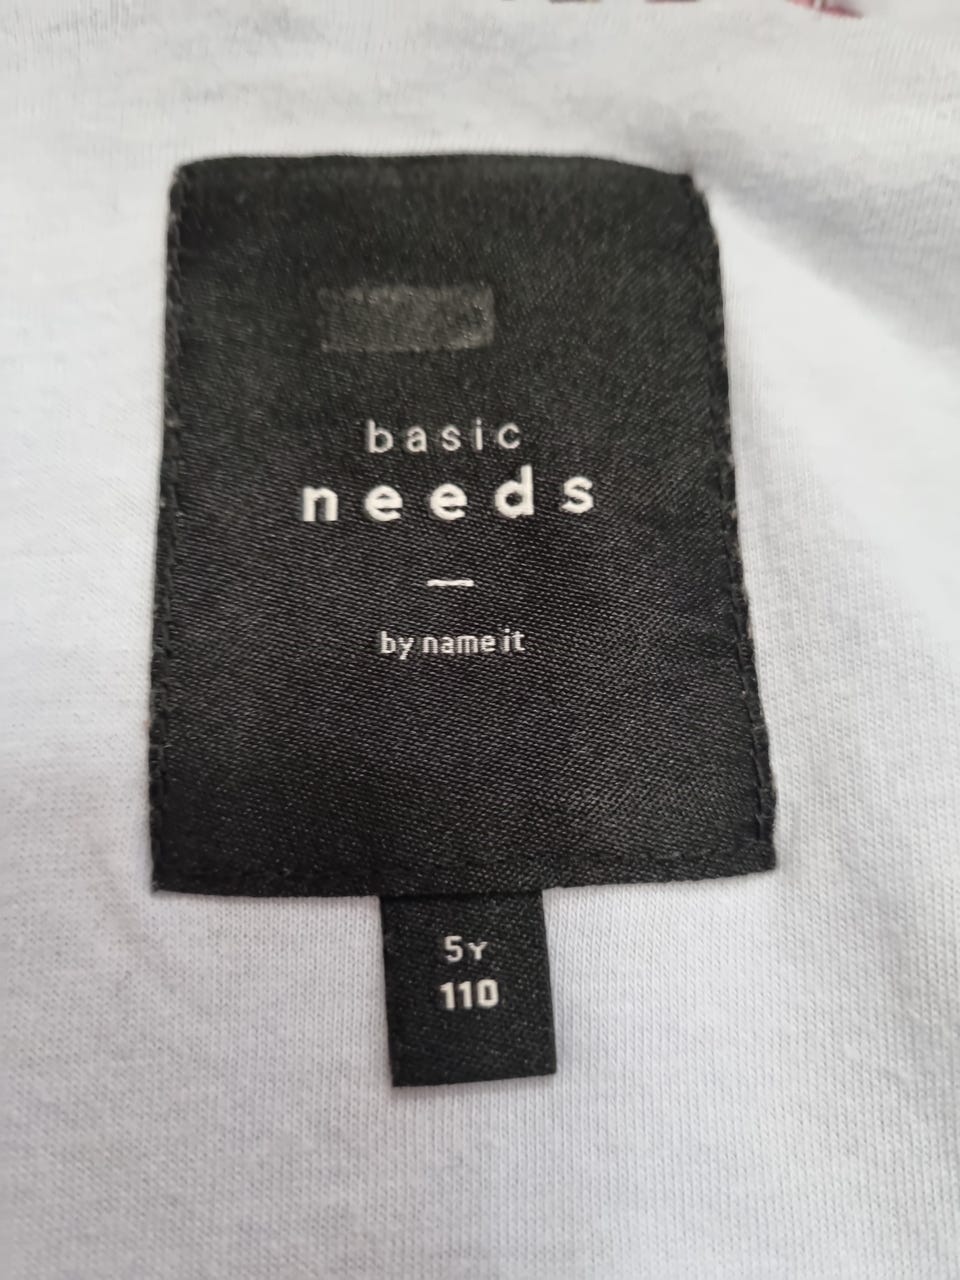 basic
needs
—
by name it
5Y
110